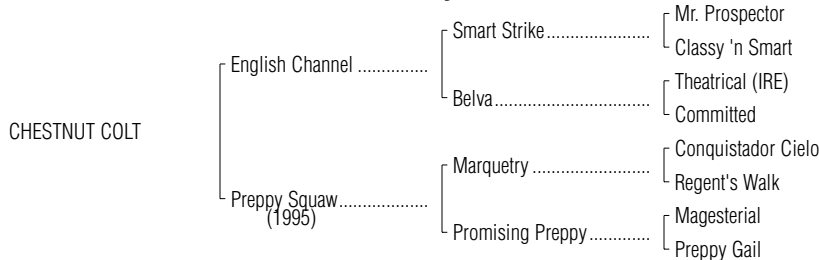 Mr. Prospector
Smart Strike......................
Classy 'n Smart
English Channel ...............
Theatrical (IRE)
Belva.................................
Committed
CHESTNUT COLT
Conquistador Cielo
Marquetry .........................
Regent's Walk
Preppy Squaw...................
(1995)
Magesterial
Promising Preppy.............
Preppy Gail